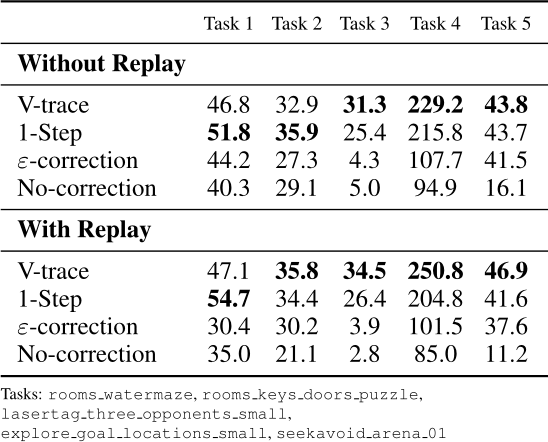 Task 1 Task 2 Task 3 Task 4 Task 5
Without Replay
V-trace 46.8 32.9 31.3 229.2 43.8
1-Step 51.8 35.9 25.4 215.8 43.7
ε-correction 44.2 27.3 4.3 107.7 41.5
No-correction 40.3 29.1 5.0 94.9 16.1
With Replay
V-trace 47.1 35.8 34.5 250.8 46.9
1-Step 54.7 34.4 26.4 204.8 41.6
ε-correction 30.4 30.2 3.9 101.5 37.6
No-correction 35.0 21.1 2.8 85.0 11.2
Tasks: rooms_watermaze, rooms_keys_doors_puzzle,
lasertag_three_opponents_small,
explore_goal_locations_small, seekavoid_arena_01